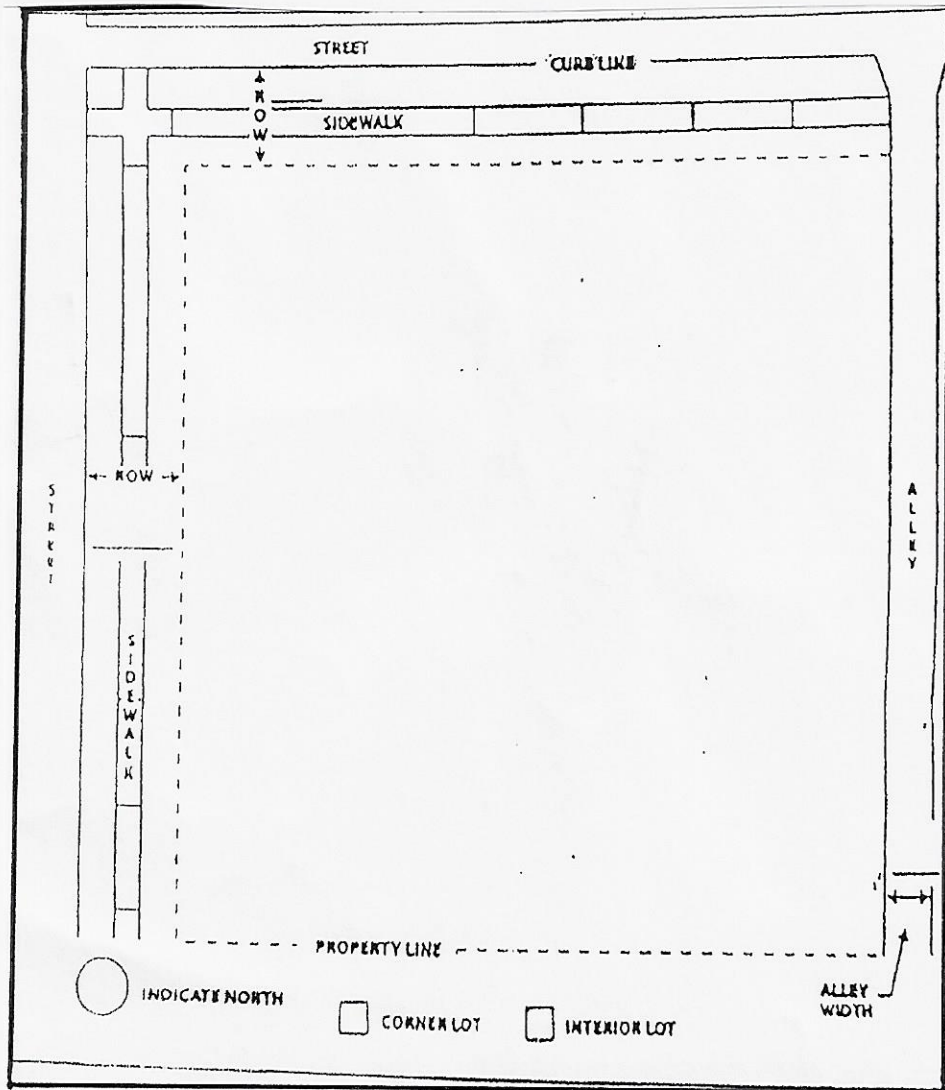 STREET
CURB LINE
ROW
SIDEWALK
ROW
STREET
ALLEY
SIDEWALK
PROPERTY LINE
INDICATE NORTH
ALLEY
WIDTH
CORNER LOT
INTERIOR LOT